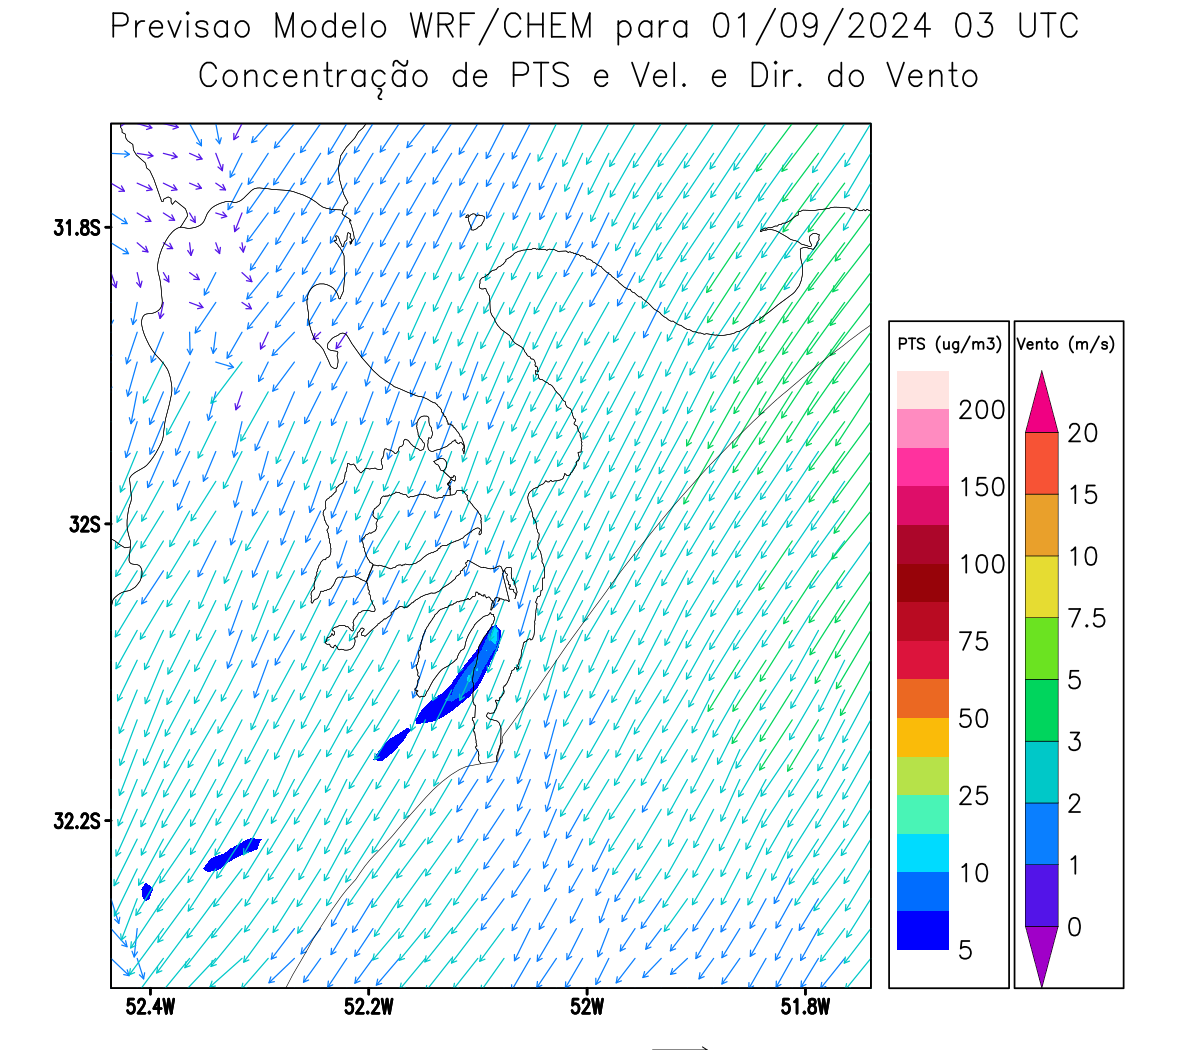 Previsao Modelo WRF/CHEM para 01/09/2024 03 UTC
Concentração de PTS e Vel. e Dir. do Vento
31.8S
32S
32.2S
52.4W 52.2W 52W 51.8W
PTS (ug/m3)
200
150
100
75
50
25
10
5
Vento (m/s)
20
15
10
7.5
5
3
2
1
0